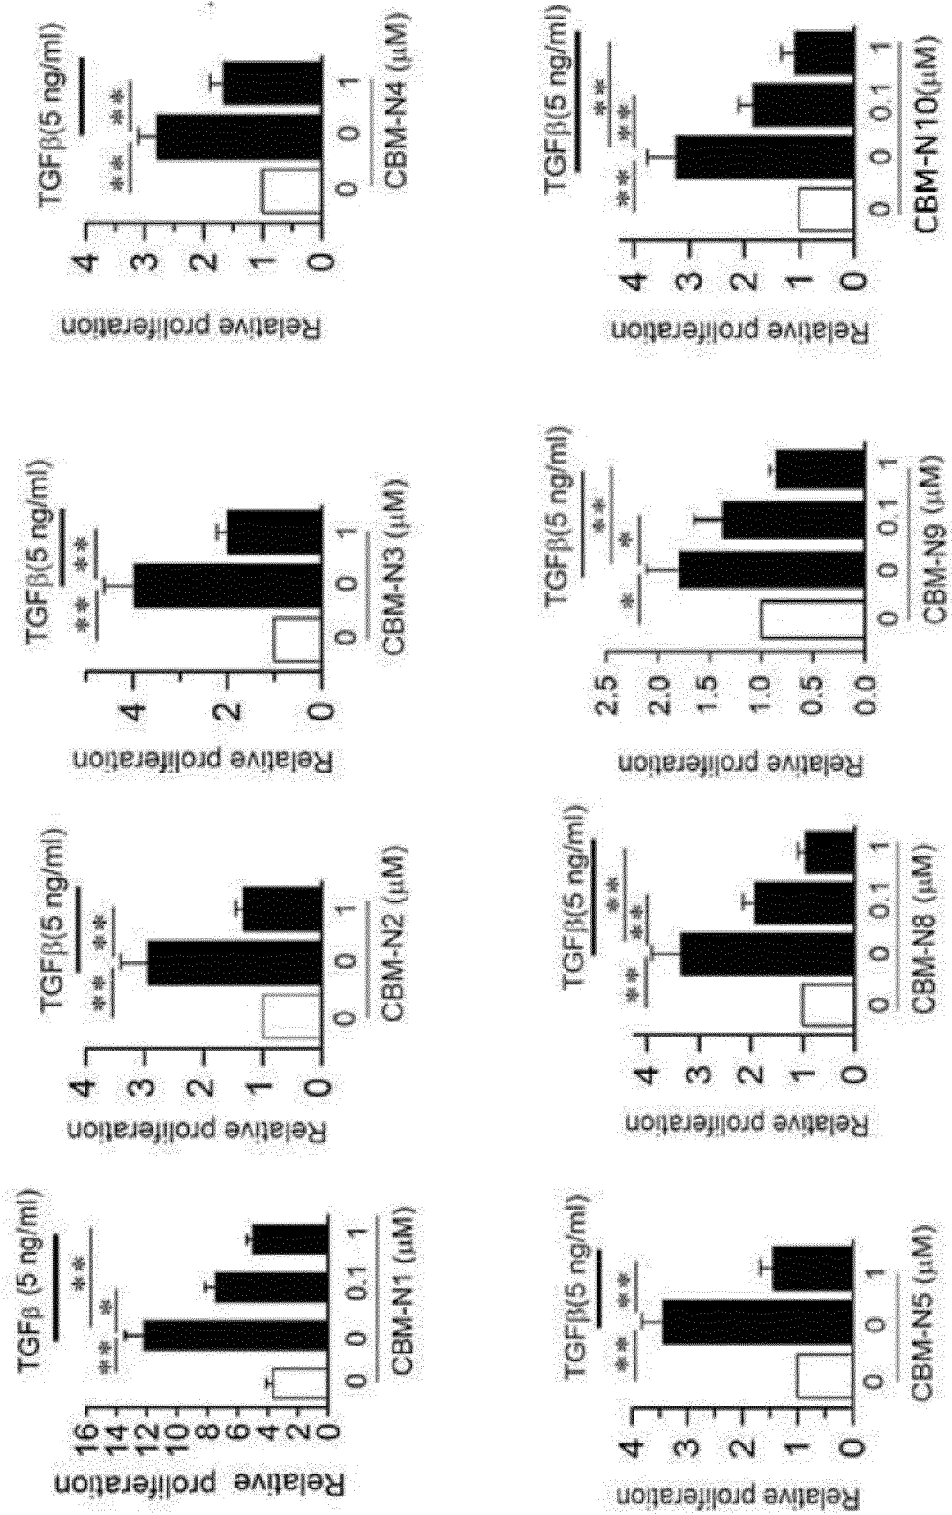 TGFβ (5 ng/ml)
**
** *
16
14
12
10
8
6
4
2
0
Relative proliferation
0 0 0.1 1
CBM-N1 (μM)
TGFβ(5 ng/ml)
** **
4
3
2
1
0
Relative proliferation
0 0 1
CBM-N2 (μM)
TGFβ(5 ng/ml)
** **
4
2
0
Relative proliferation
0 0 1
CBM-N3 (μM)
TGFβ(5 ng/ml)
** **
4
3
2
1
0
Relative proliferation
0 0 1
CBM-N4 (μM)
TGFβ(5 ng/ml)
** **
4
3
2
1
0
Relative proliferation
0 0 1
CBM-N5 (μM)
TGFβ(5 ng/ml)
**
** **
4
3
2
1
0
Relative proliferation
0 0 0.1 1
CBM-N8 (μM)
TGFβ(5 ng/ml)
**
* *
2.5
2.0
1.5
1.0
0.5
0.0
Relative proliferation
0 0 0.1 1
CBM-N9 (μM)
TGFβ(5 ng/ml)
**
** **
4
3
2
1
0
Relative proliferation
0 0 0.1 1
CBM-N10(μM)